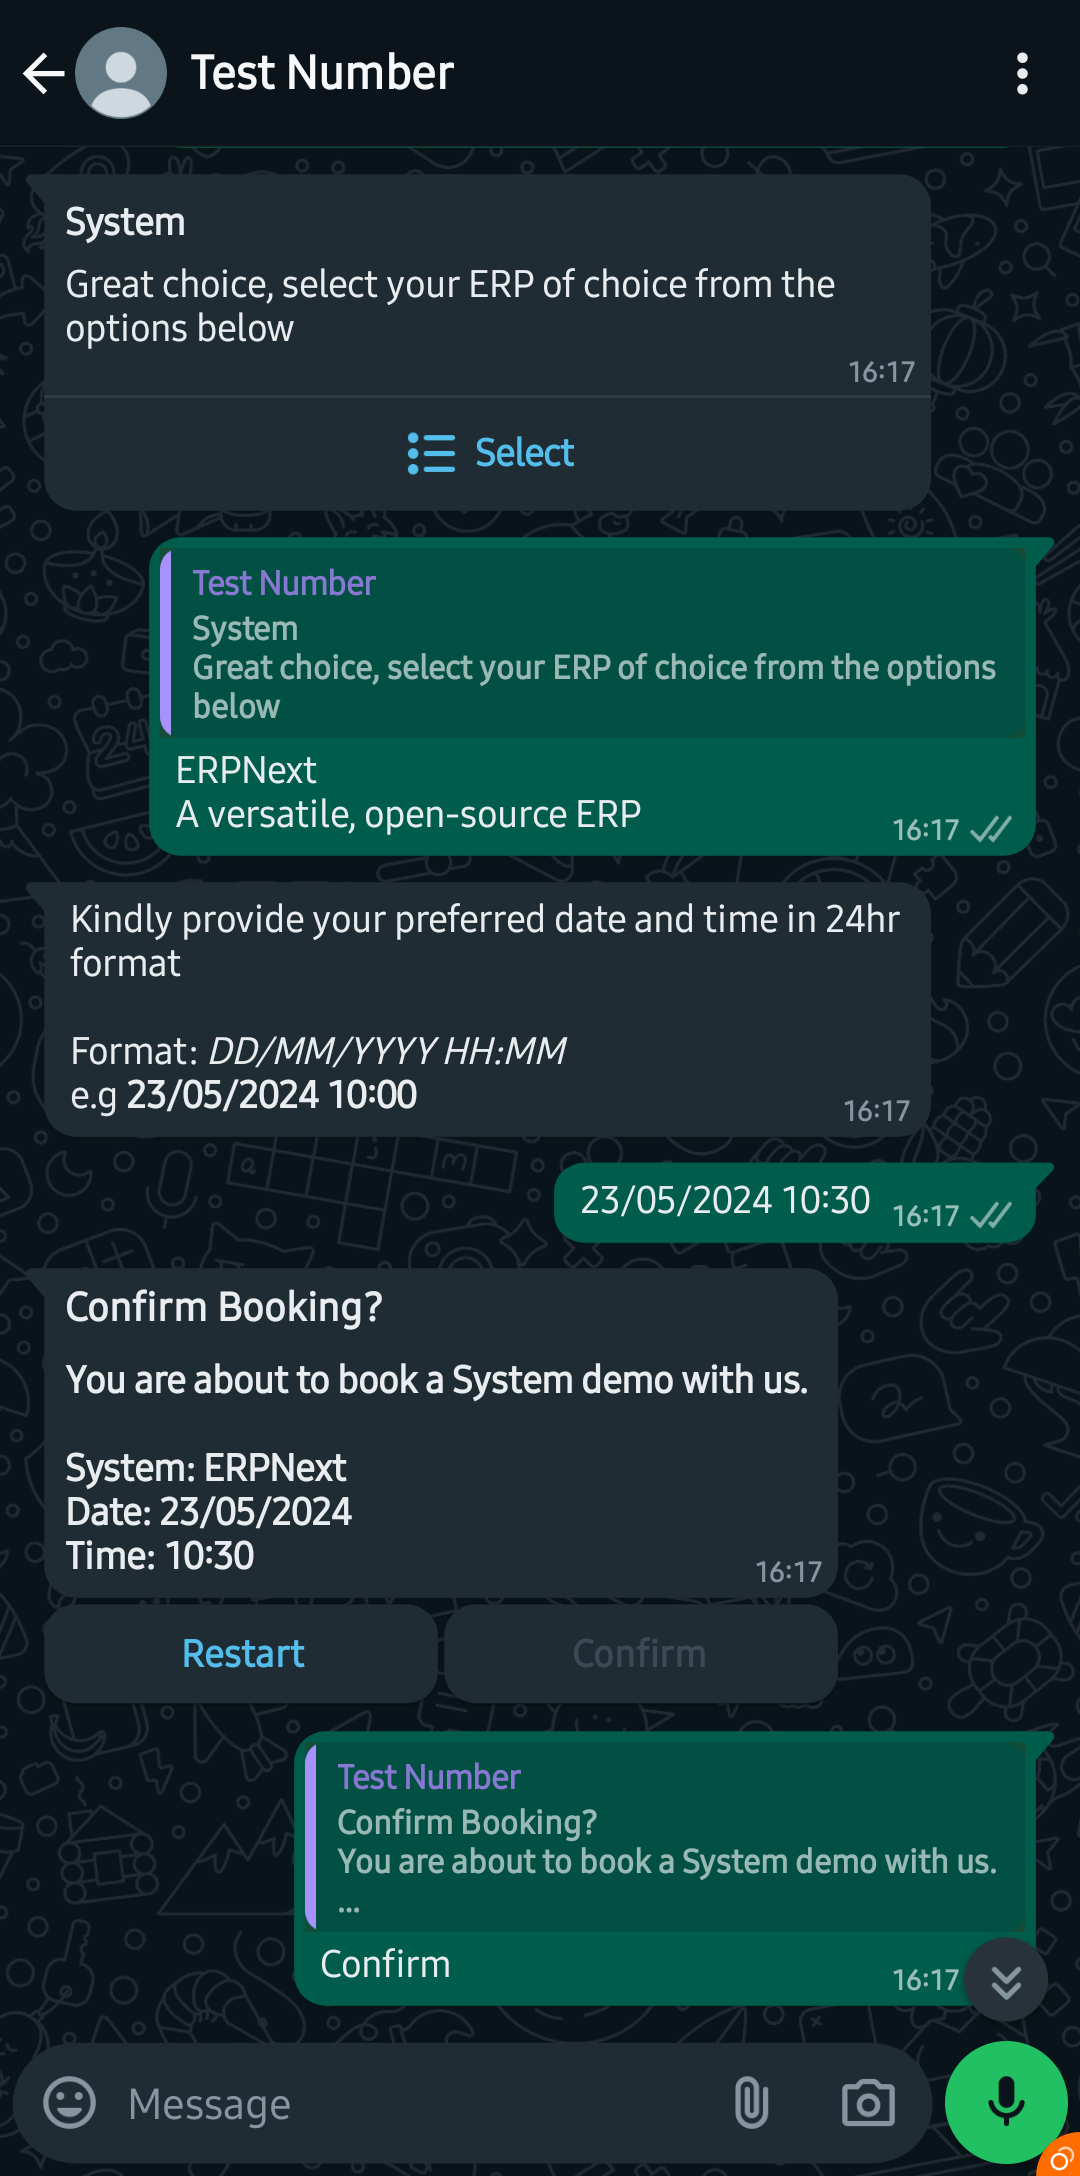 Test Number
System
Great choice, select your ERP of choice from the
options below
16:17
Select
Test Number
System
Great choice, select your ERP of choice from the options
below
ERPNext
A versatile, open-source ERP
16:17
Kindly provide your preferred date and time in 24hr
format
Format: DD/MM/YYYY HH:MM
e.g 23/05/2024 10:00
16:17
23/05/2024 10:30 16:17
Confirm Booking?
You are about to book a System demo with us.
System: ERPNext
Date: 23/05/2024
Time: 10:30
16:17
Restart Confirm
Test Number
Confirm Booking?
You are about to book a System demo with us.
...
Confirm
16:17
Message